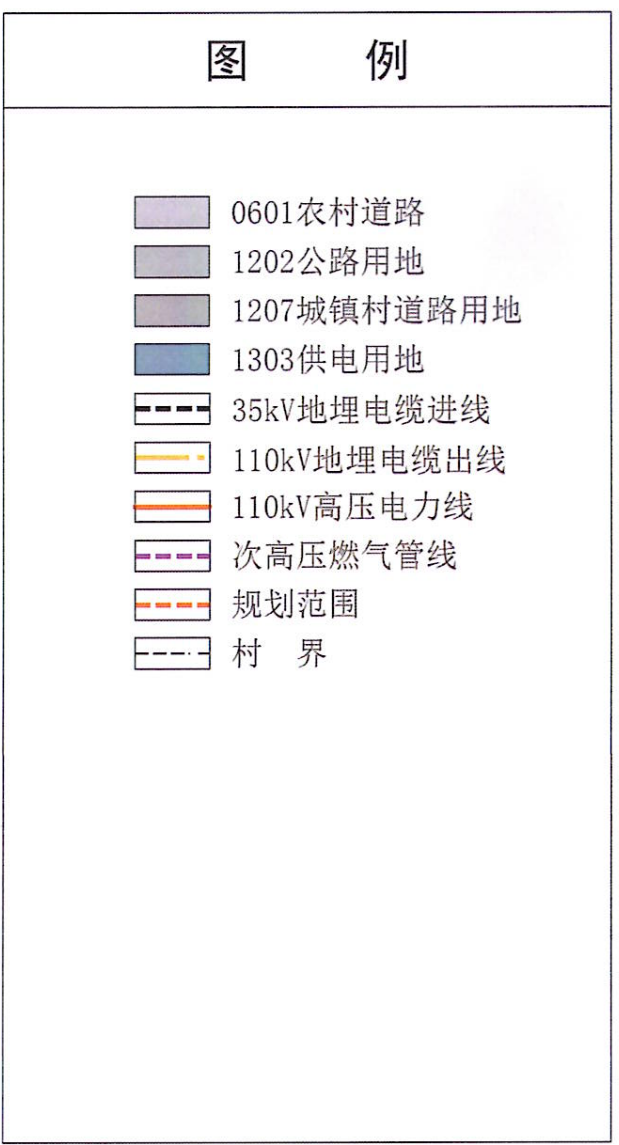 图 例
0601农村道路
1202公路用地
1207城镇村道路用地
1303供电用地
35kV地埋电缆进线
110kV地埋电缆出线
110kV高压电力线
次高压燃气管线
规划范围
村 界